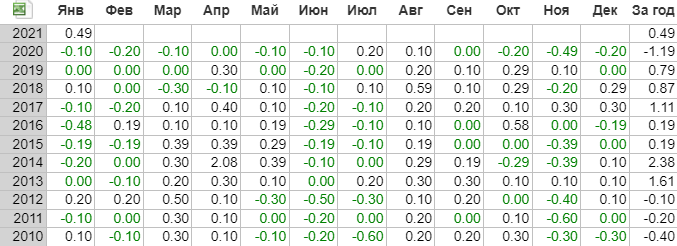 Янв Фев Мар Апр Май Июн Июл Авг Сен Окт Ноя Дек За год
2021 0.49 0.49
2020 -0.10 -0.20 -0.10 0.00 -0.10 -0.10 0.20 0.10 0.00 -0.20 -0.49 -0.20 -1.19
2019 0.00 0.00 0.00 0.30 0.00 -0.20 0.00 0.20 0.10 0.29 0.10 0.00 0.79
2018 0.10 0.00 -0.30 -0.10 0.10 -0.10 0.10 0.59 0.10 0.29 -0.20 0.29 0.87
2017 -0.10 -0.20 0.10 0.40 0.10 -0.20 -0.10 0.20 0.20 0.10 0.30 0.30 1.11
2016 -0.48 0.19 0.10 0.10 0.19 -0.29 -0.10 0.10 0.00 0.58 0.00 -0.19 0.19
2015 -0.19 -0.19 0.39 0.39 0.29 -0.19 -0.10 0.19 0.00 0.00 -0.39 0.00 0.19
2014 -0.20 0.00 0.30 2.08 0.39 -0.10 0.00 0.29 0.19 -0.29 -0.39 0.10 2.38
2013 0.00 -0.10 0.20 0.30 0.10 0.00 0.20 0.30 0.30 0.10 0.10 0.10 1.61
2012 0.20 0.20 0.50 0.10 -0.30 -0.50 -0.30 0.10 0.20 0.00 -0.40 0.10 -0.10
2011 -0.10 0.00 0.30 0.10 0.00 -0.20 0.00 0.20 0.00 0.10 -0.60 0.00 -0.20
2010 0.10 -0.10 0.30 0.10 -0.10 -0.20 -0.60 0.20 0.20 0.30 -0.30 -0.30 -0.40